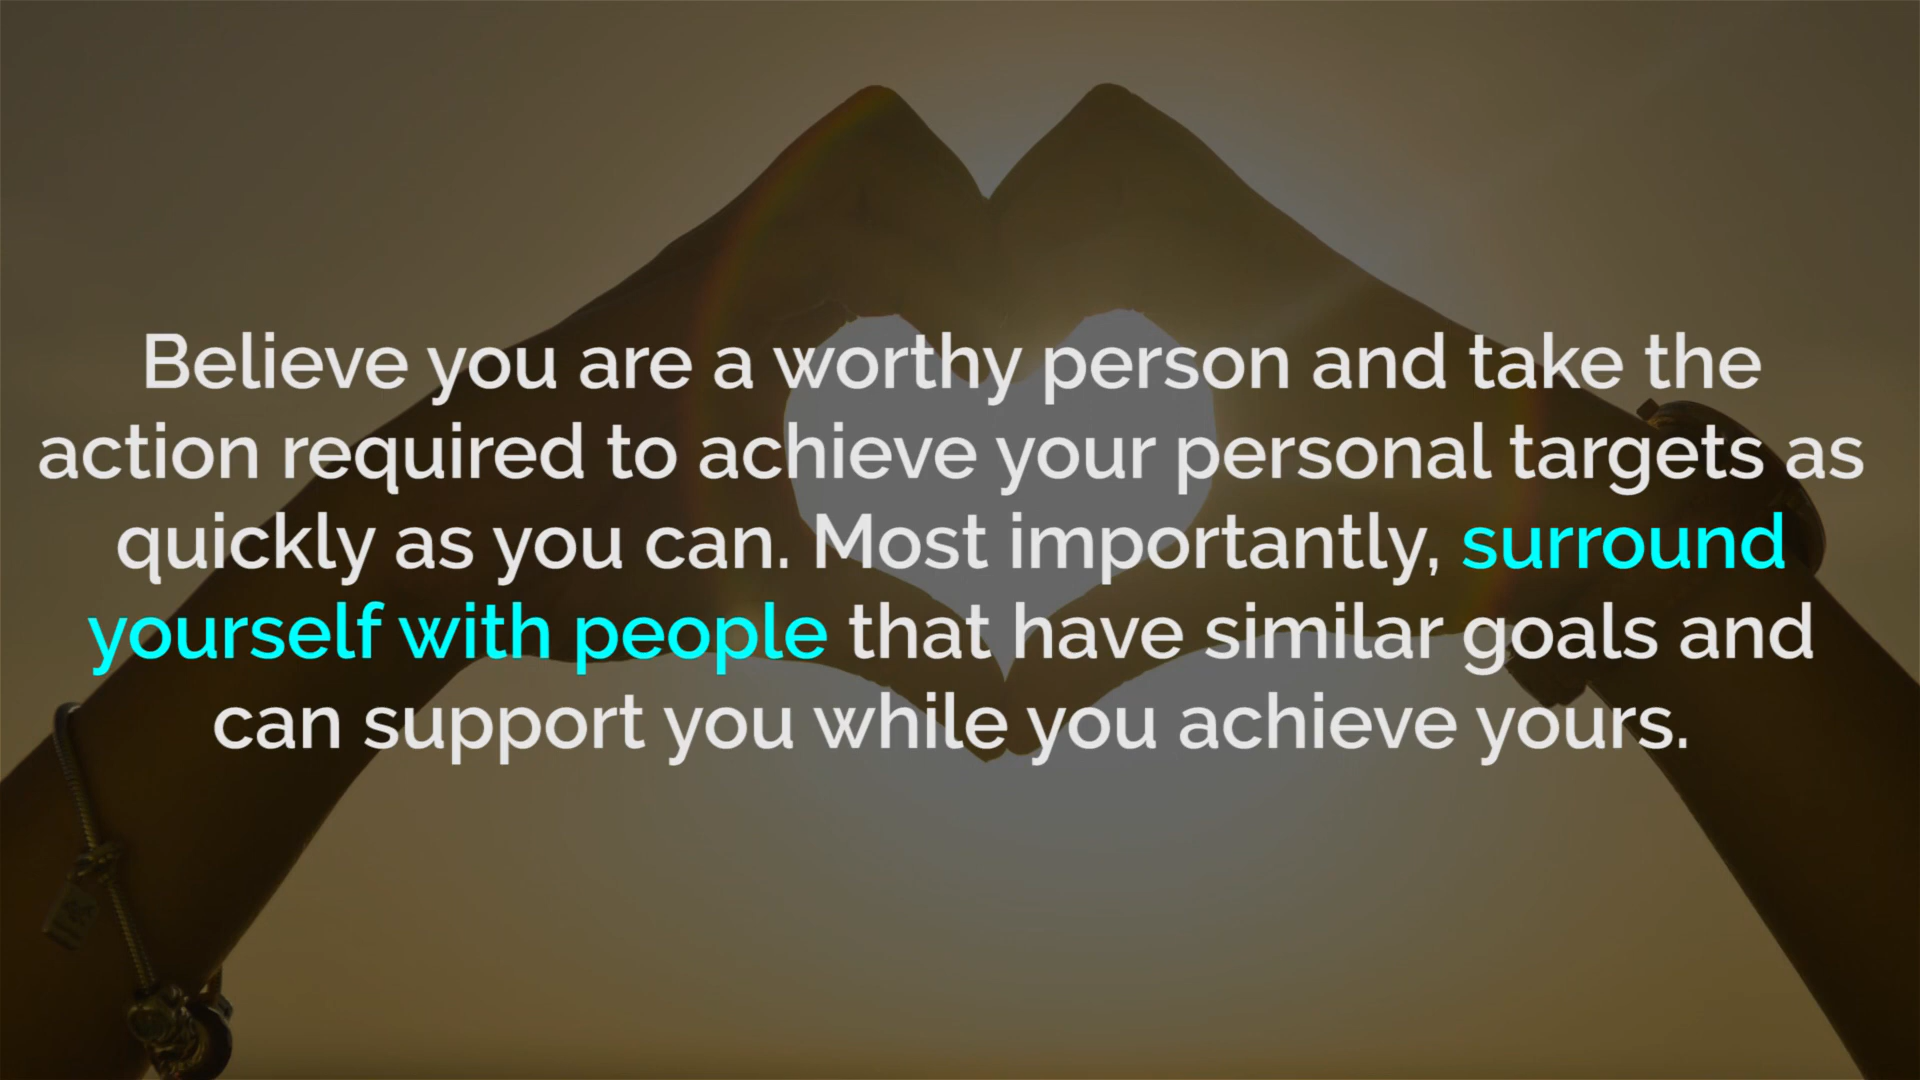 Believe you are a worthy person and take the
action required to achieve your personal targets as
quickly as you can. Most importantly, surround
yourself with people that have similar goals and
can support you while you achieve yours.